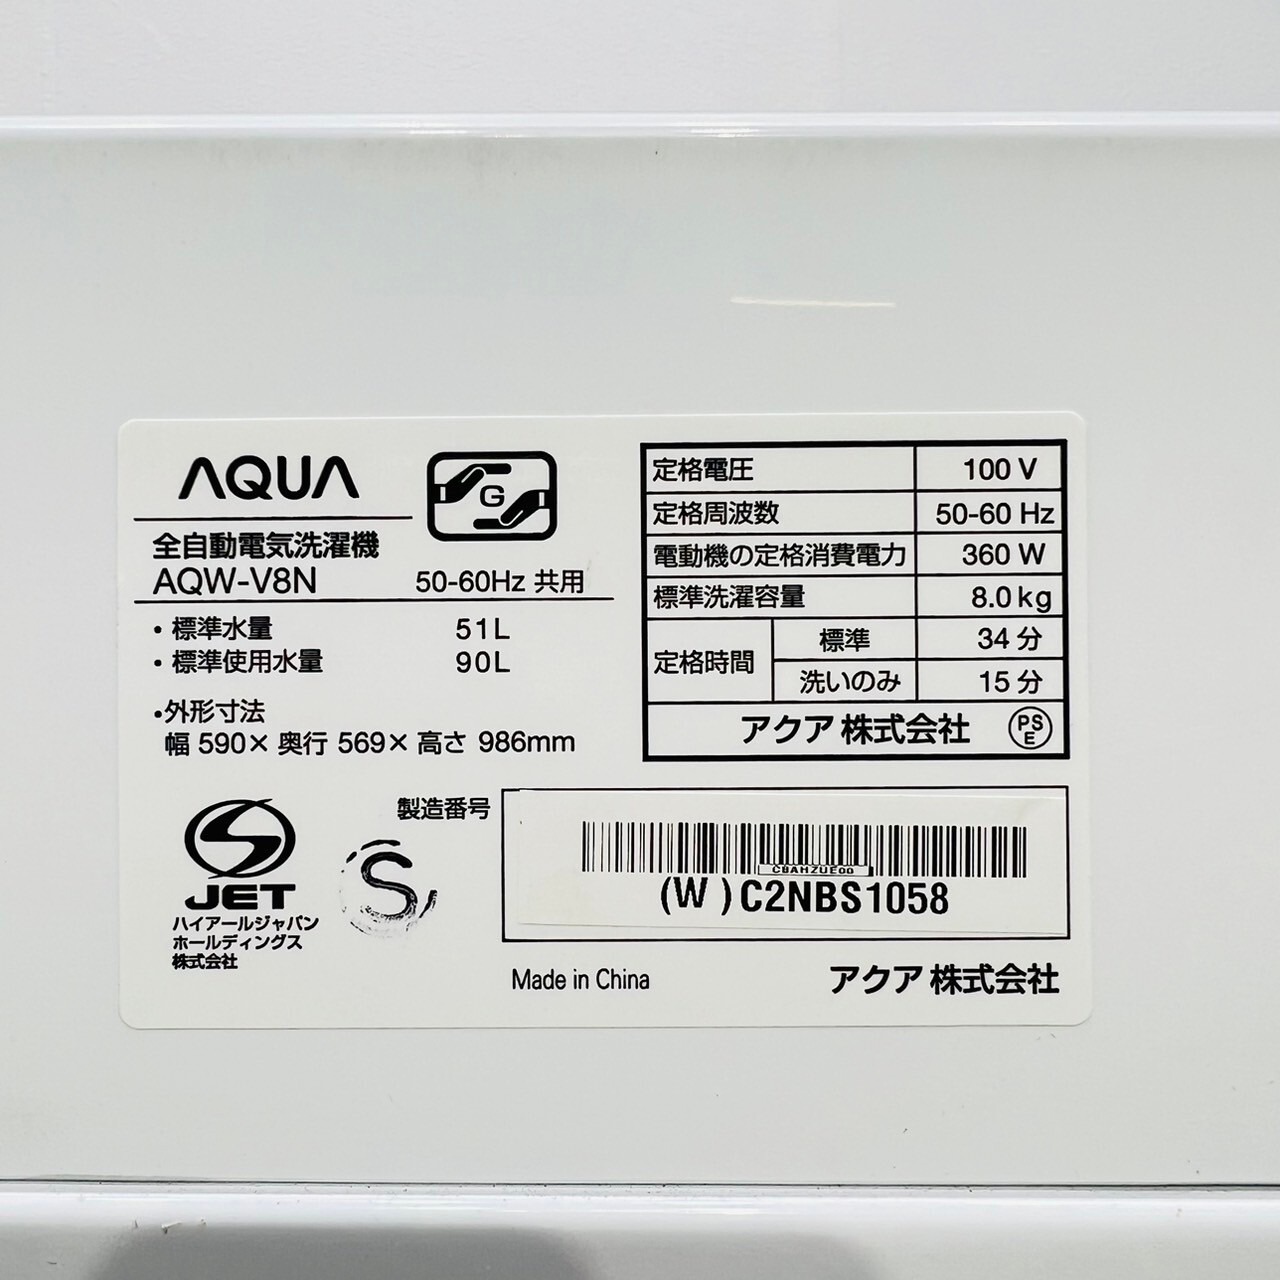 AQUA
G
全自動電気洗濯機
AQW-V8N 50-60Hz 共用
・標準水量 51L
・標準使用水量 90L
・外形寸法
幅 590× 奥行 569× 高さ 986mm
定格電圧 100 V
定格周波数 50-60 Hz
電動機の定格消費電力 360 W
標準洗濯容量 8.0kg
定格時間 標準 34 分
洗いのみ 15 分
アクア 株式会社 PSE
JET
ハイアールジャパン
ホールディングス
株式会社
S
製造番号
CBAHZUE00
(W) C2NBS1058
Made in China アクア 株式会社